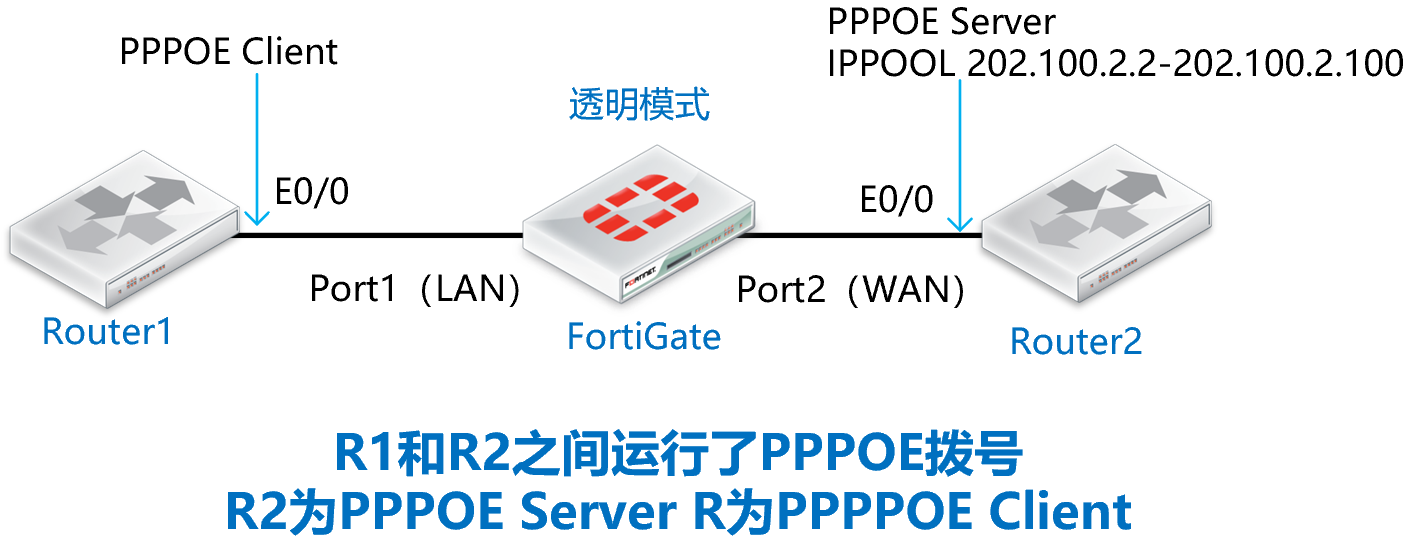 PPPOE Server
IPPOOL 202.100.2.2-202.100.2.100
PPPOE Client
透明模式
E0/0
E0/0
Port1（LAN）
FORTINET
Port2（WAN）
Router1
FortiGate
Router2
R1和R2之间运行了PPPOE拨号
R2为PPPOE Server R为PPPPOE Client